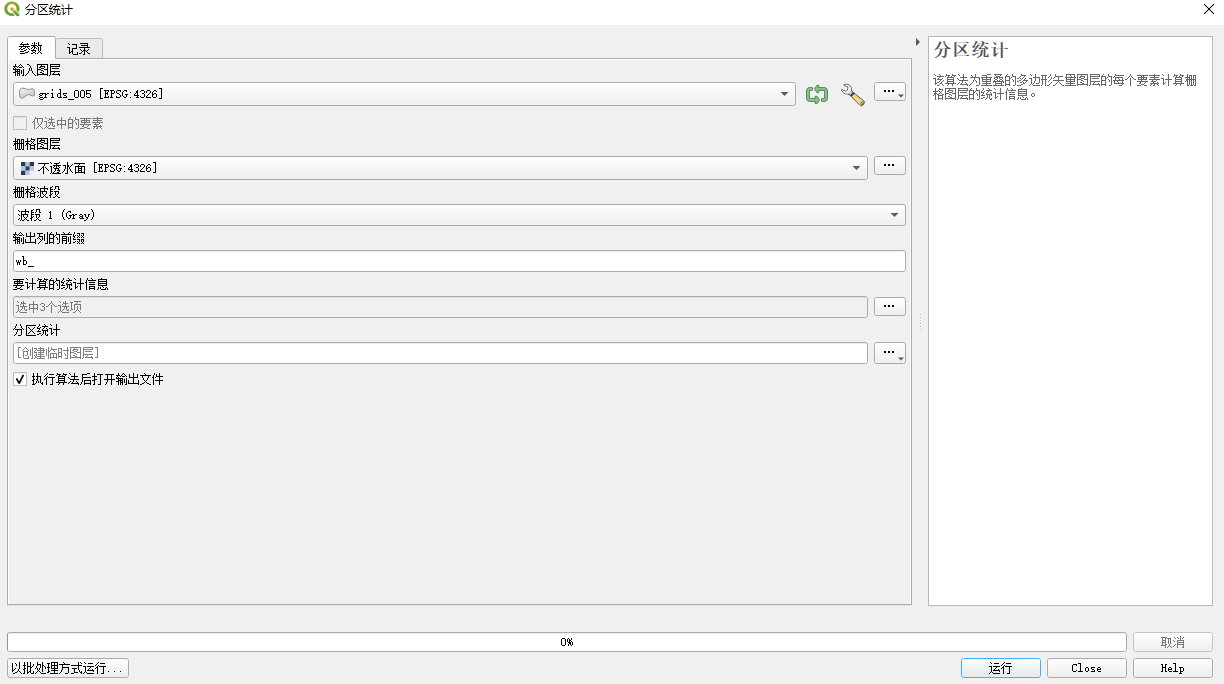 分区统计
参数
记录
输入图层
grids_005 [EPSG:4326]
仅选中的要素
栅格图层
不透水面 [EPSG:4326]
栅格波段
波段 1 (Gray)
输出列的前缀
wb_
要计算的统计信息
选中3个选项
分区统计
[创建临时图层]
执行算法后打开输出文件
分区统计
该算法为重叠的多边形矢量图层的每个要素计算栅
格图层的统计信息。
0%
取消
以批处理方式运行...
运行
Close
Help